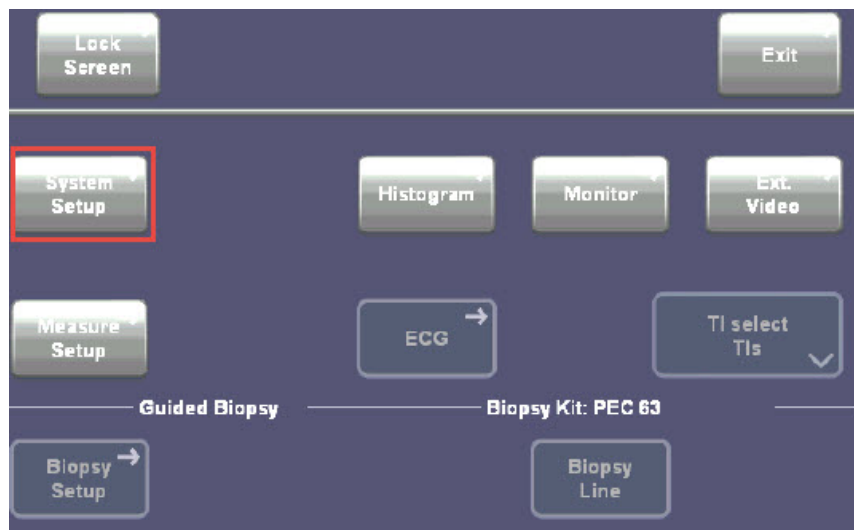 Lock
Screen
Exit
System
Setup
Histogram
Monitor
Ext.
Video
Measure
Setup
ECG
TI select
TIs
Guided Biopsy
Biopsy Kit: PEC 63
Biopsy
Setup
Biopsy
Line